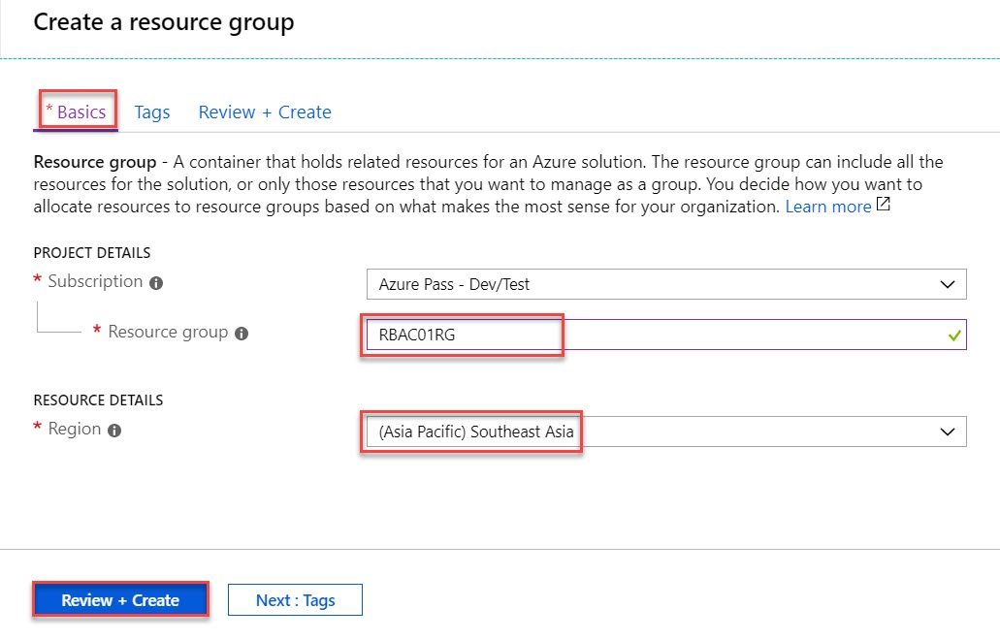 Create a resource group
* Basics Tags Review + Create
Resource group - A container that holds related resources for an Azure solution. The resource group can include all the
resources for the solution, or only those resources that you want to manage as a group. You decide how you want to
allocate resources to resource groups based on what makes the most sense for your organization. Learn more
PROJECT DETAILS
* Subscription Azure Pass - Dev/Test
* Resource group RBAC01RG
RESOURCE DETAILS
* Region (Asia Pacific) Southeast Asia
Review + Create Next : Tags